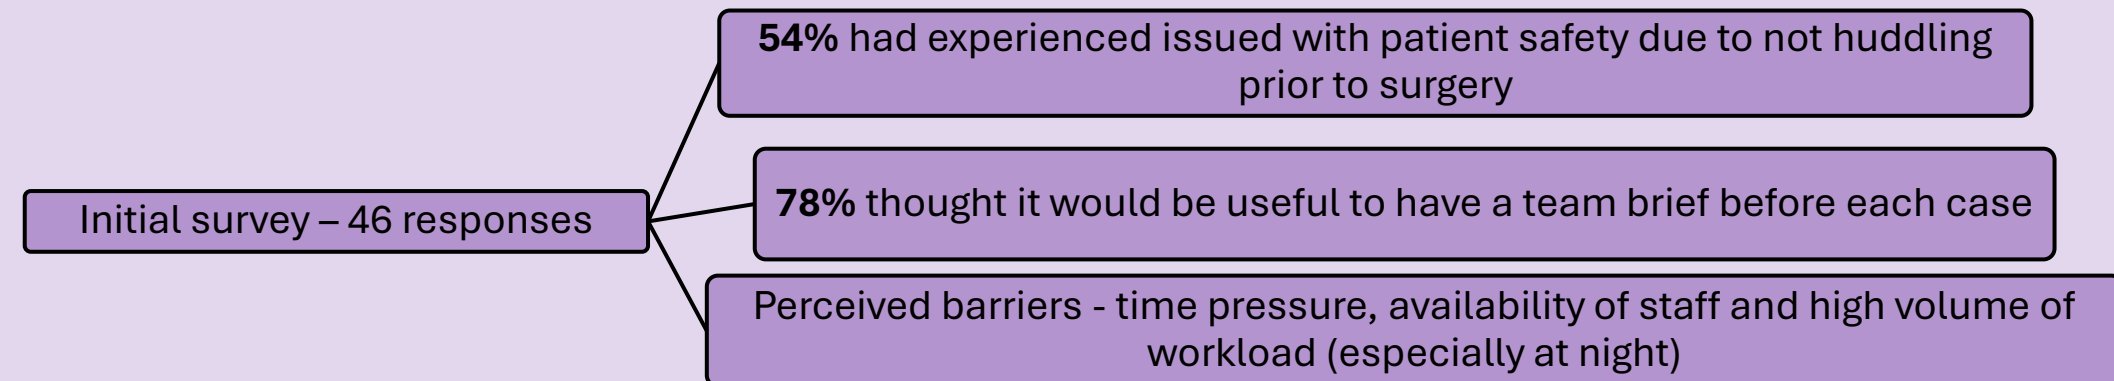 54% had experienced issued with patient safety due to not huddling
prior to surgery
Initial survey – 46 responses
78% thought it would be useful to have a team brief before each case
Perceived barriers - time pressure, availability of staff and high volume of
workload (especially at night)